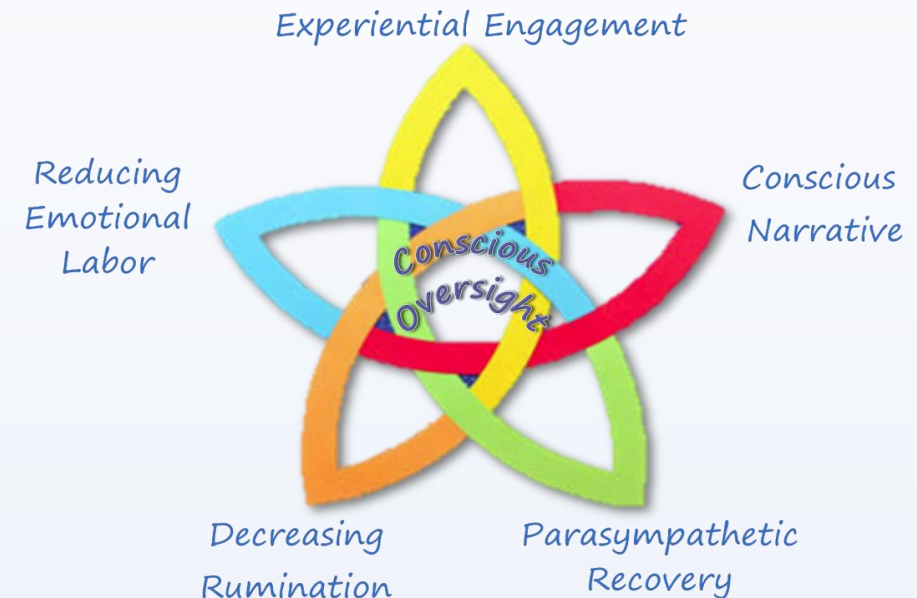 Experiential Engagement
Reducing
Emotional
Labor
Conscious
Narrative
Conscious
Oversight
Decreasing
Rumination
Parasympathetic
Recovery